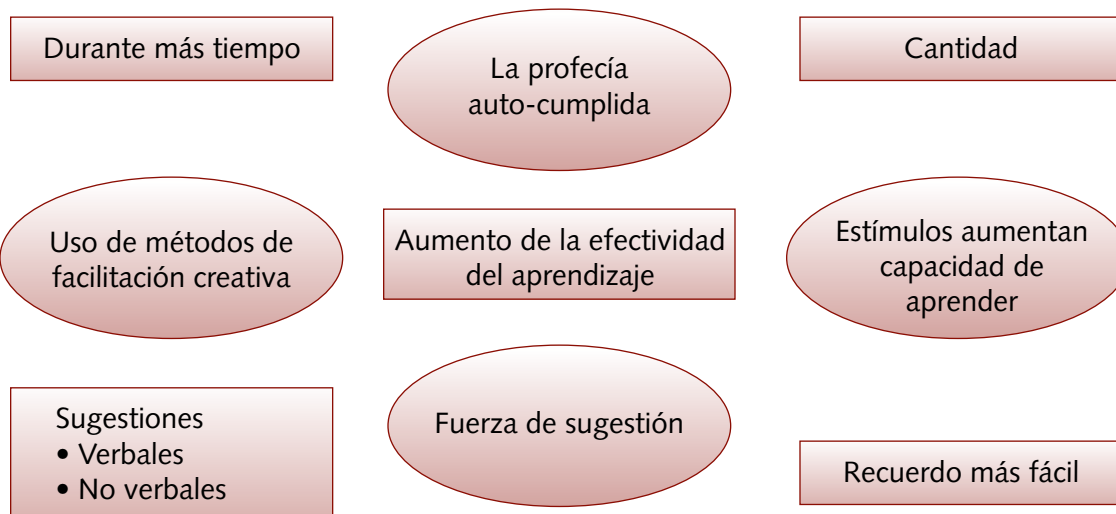 Durante más tiempo
La profecía
auto-cumplida
Cantidad
Uso de métodos de
facilitación creativa
Aumento de la efectividad
del aprendizaje
Estímulos aumentan
capacidad de
aprender
Sugestiones
• Verbales
• No verbales
Fuerza de sugestión
Recuerdo más fácil